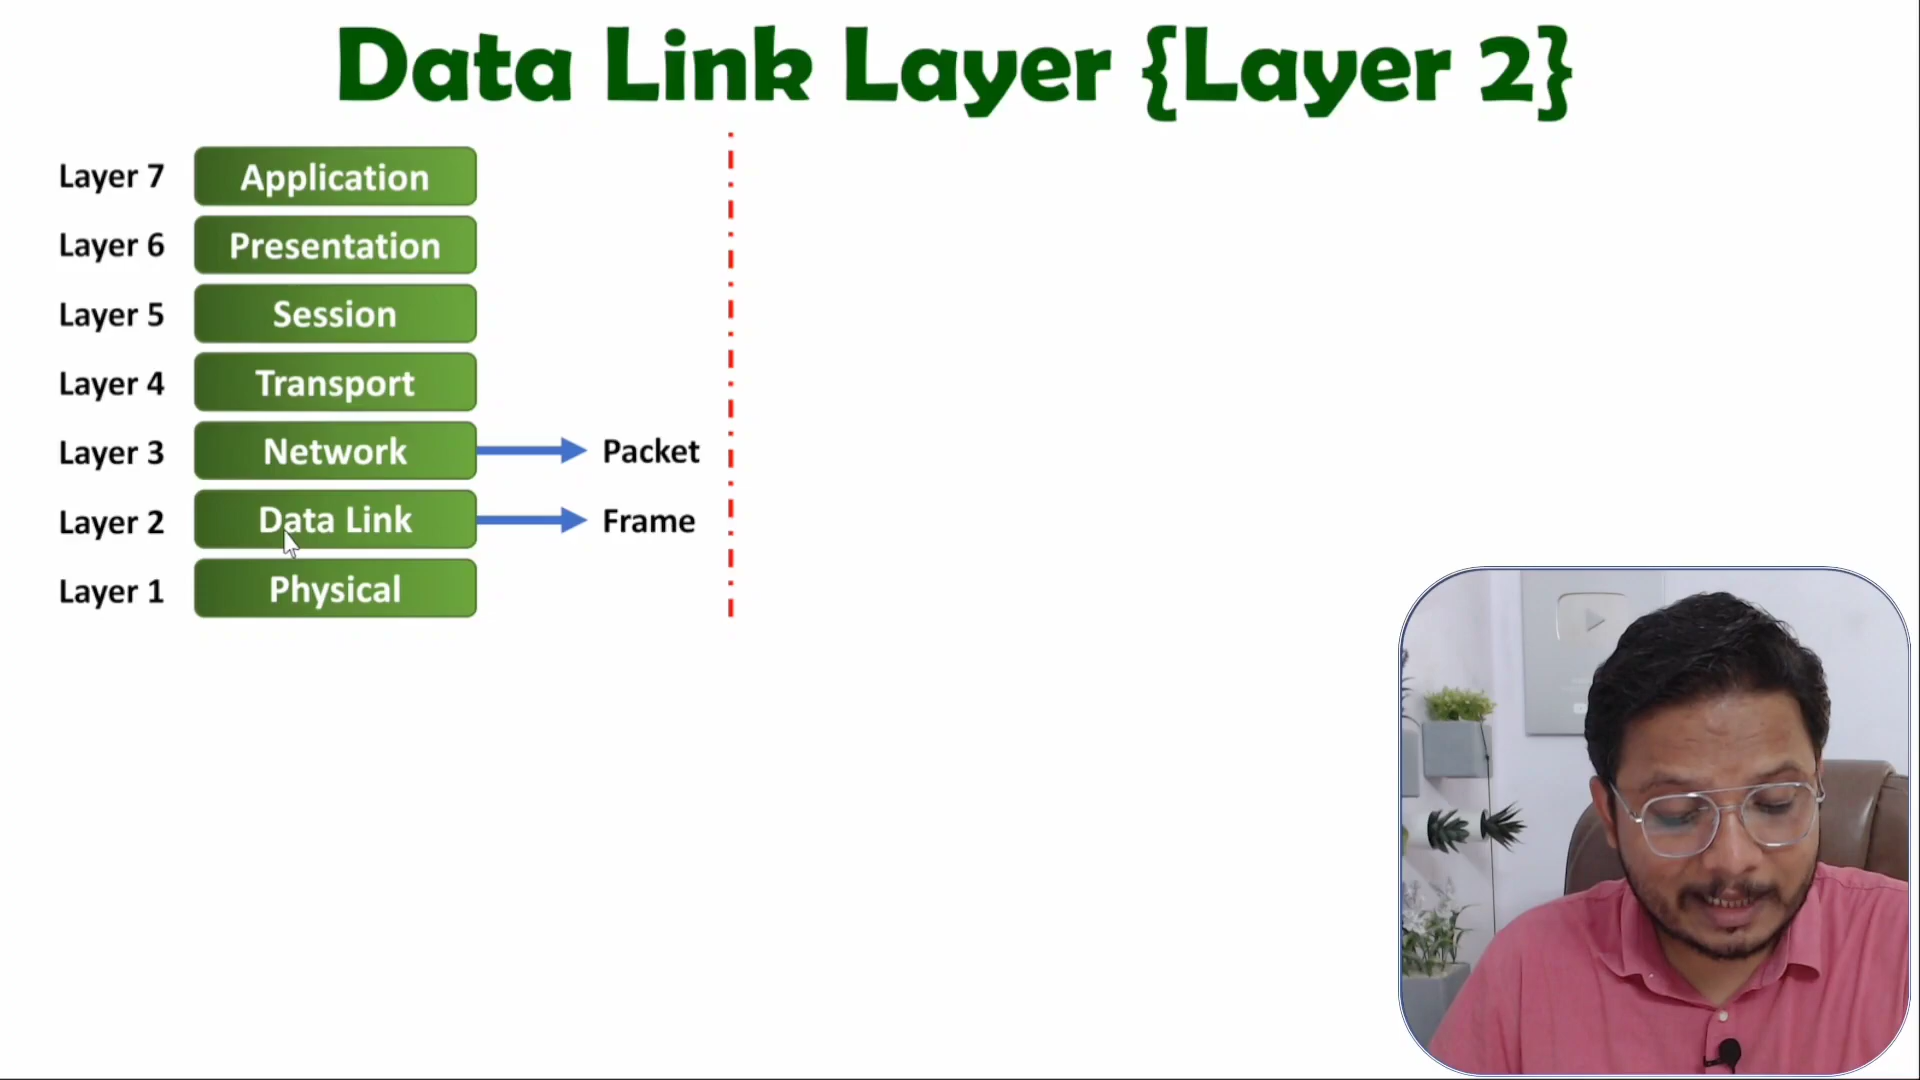 Data Link Layer {Layer 2}
Layer 7 Application
Layer 6 Presentation
Layer 5 Session
Layer 4 Transport
Layer 3 Network Packet
Layer 2 Data Link Frame
Layer 1 Physical